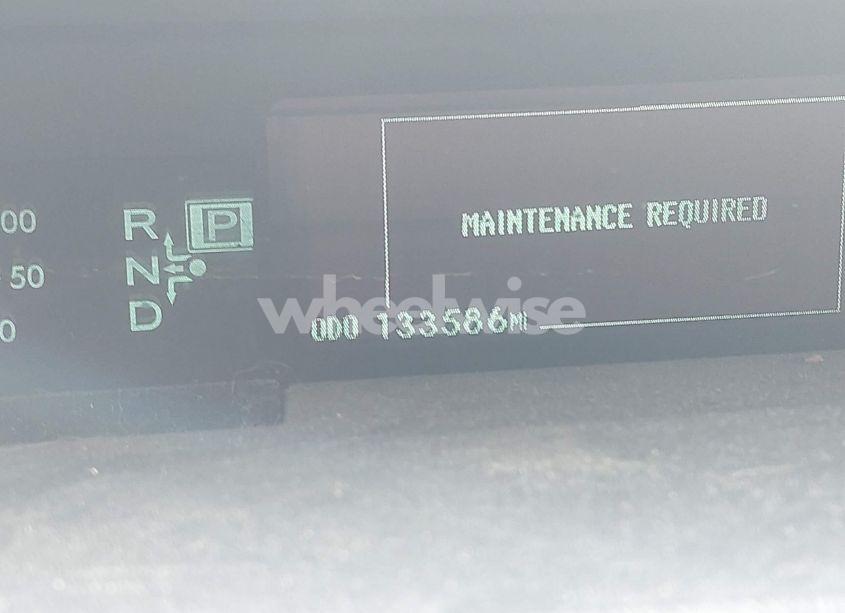 00
R P
MAINTENANCE REQUIRED
50
N
0
D
ODO 133586MI
wheelwise